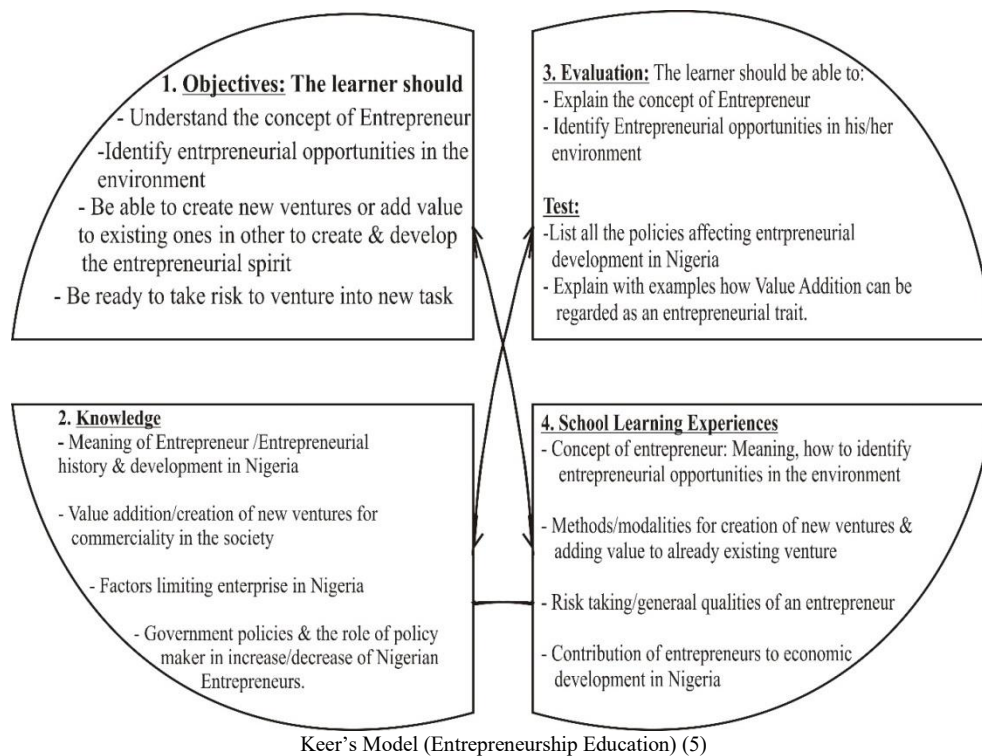 1. Objectives: The learner should
- Understand the concept of Entrepreneur
-Identify entrpreneurial opportunities in the
environment
- Be able to create new ventures or add value
to existing ones in other to create & develop
the entrepreneurial spirit
- Be ready to take risk to venture into new task
2. Knowledge
- Meaning of Entrepreneur /Entrepreneurial
history & development in Nigeria
- Value addition/creation of new ventures for
commerciality in the society
- Factors limiting enterprise in Nigeria
- Government policies & the role of policy
maker in increase/decrease of Nigerian
Entrepreneurs.
3. Evaluation: The learner should be able to:
- Explain the concept of Entrepreneur
- Identify Entrepreneurial opportunities in his/her
environment
Test:
-List all the policies affecting entrpreneurial
development in Nigeria
- Explain with examples how Value Addition can be
regarded as an entrepreneurial trait.
4. School Learning Experiences
- Concept of entrepreneur: Meaning, how to identify
entrepreneurial opportunities in the environment
- Methods/modalities for creation of new ventures &
adding value to already existing venture
- Risk taking/generaal qualities of an entrepreneur
- Contribution of entrepreneurs to economic
development in Nigeria
Keer's Model (Entrepreneurship Education) (5)